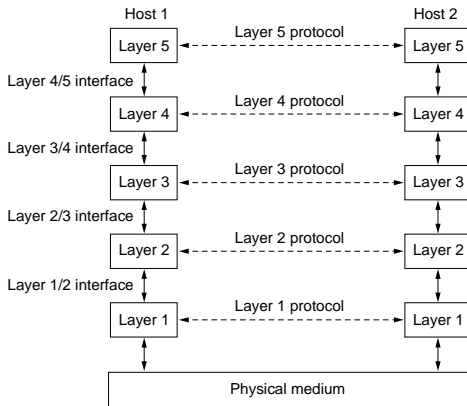 Host 1 Host 2
Layer 5 Layer 5 protocol Layer 5
Layer 4/5 interface
Layer 4 Layer 4 protocol Layer 4
Layer 3/4 interface
Layer 3 Layer 3 protocol Layer 3
Layer 2/3 interface
Layer 2 Layer 2 protocol Layer 2
Layer 1/2 interface
Layer 1 Layer 1 protocol Layer 1
Physical medium